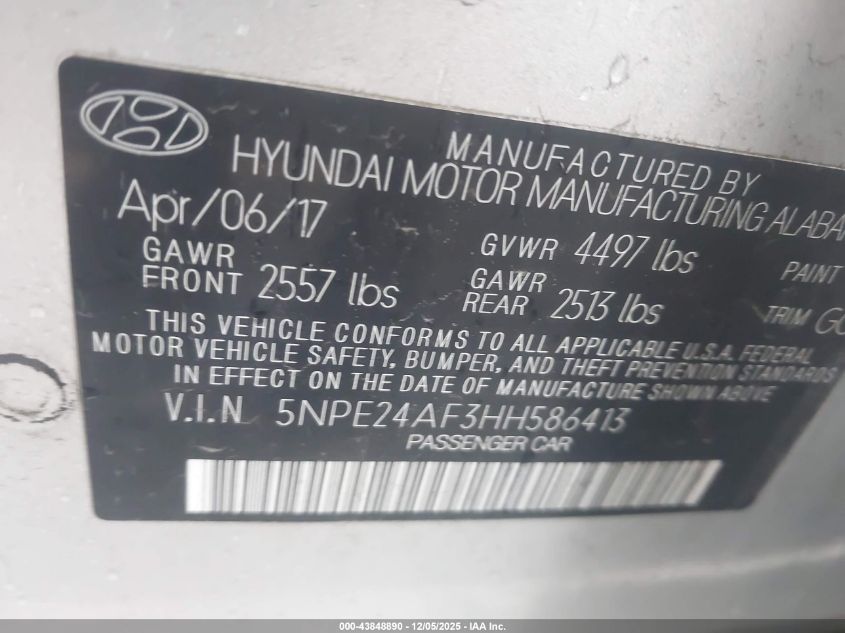 MANUFACTURED BY
HYUNDAI MOTOR MANUFACTURING
Apr/06/17
GVWR 4497 lbs
PAINT
GAWR
FRONT 2557 lbs
GAWR
REAR 2513 lbs
TRIM
THIS VEHICLE CONFORMS TO ALL APPLICABLE U.S.A. FEDERAL
MOTOR VEHICLE SAFETY, BUMPER, AND THEFT PREVENTION STANDARDS
IN EFFECT ON THE DATE OF MANUFACTURE SHOWN ABOVE
V.I.N 5NPE24AF3HH586413
PASSENGER CAR
000-43848890 - 12/05/2025 - IAA Inc.